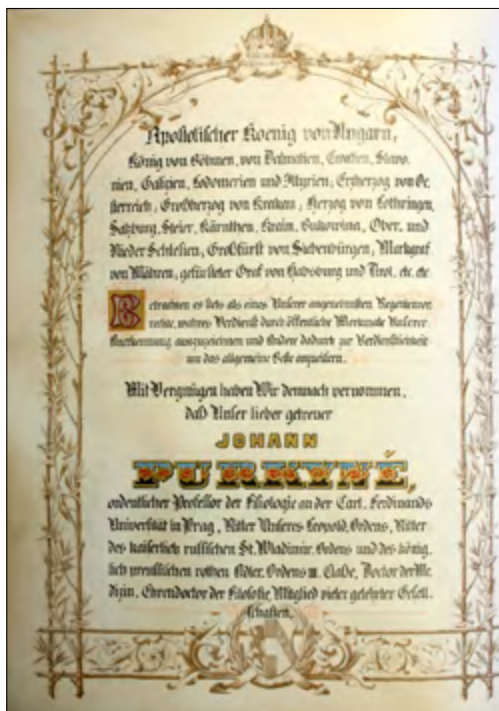 Apostolischer Koenig von Ungarn,
König von Böhmen, von Dalmatien, Croatien, Slavo-
nien, Galizien, Lodomerien und Illyrien; Erzherzog von Oe-
sterreich; Großherzog von Krakau; Herzog von Lothringen,
Salzburg, Steier, Kärnthen, Krain, Bukowina, Ober- und
Nieder Schlesien; Großfürst von Siebenbürgen, Markgraf
von Mähren, gefürsteter Graf von Habsburg und Tirol, etc. etc
Betrachten es stets als eines Unserer angenehmsten Regenten-
rechte, wahres Verdienst durch öffentliche Merkmale Unserer
Anerkennung auszuzeichnen und Andere dadurch zur Verdienstlichkeit
um das allgemeine Beste anzueifern.
Mit Vergnügen haben Wir demnach vernommen,
daß Unser lieber getreuer
JOHANN
PURKYNĚ,
ordentlicher Professor der Fisiologie an der Carl-Ferdinands
Universität in Prag, Ritter Unseres Leopold-Ordens, Ritter
des kaiserlich russischen St. Wladimir-Ordens und des könig-
lich preussischen rothen Adler-Ordens III. Claße, Doctor der Me-
dizin, Ehrendoctor der Filosofie, Mitglied vieler gelehrter Gesell-
schaften,